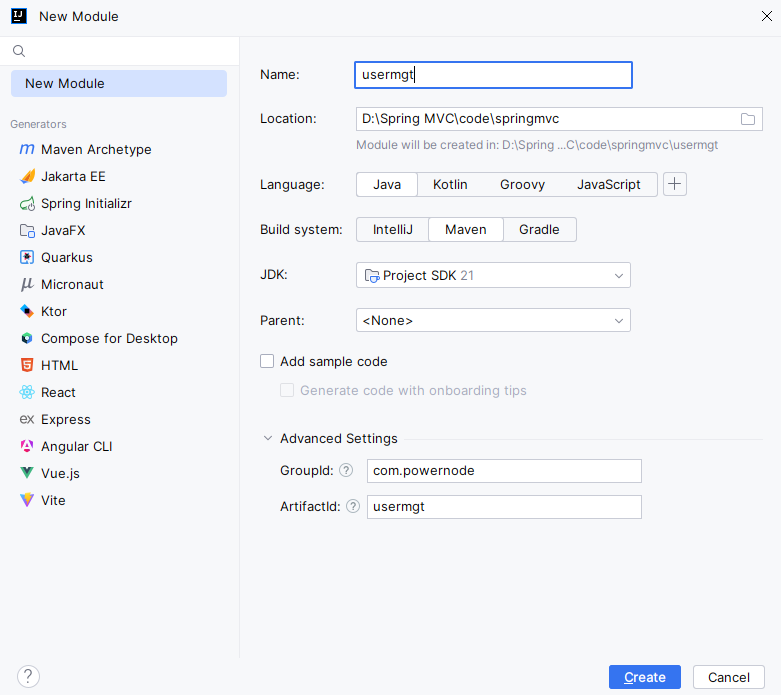 New Module
New Module
Generators
Maven Archetype
Jakarta EE
Spring Initializr
JavaFX
Quarkus
Micronaut
Ktor
Compose for Desktop
HTML
React
ex Express
Angular CLI
Vue.js
Vite
Name: usermgt
Location: D:\Spring MVC\code\springmvc
Module will be created in: D:\Spring ...C\code\springmvc\usermgt
Language: Java Kotlin Groovy JavaScript
Build system: IntelliJ Maven Gradle
JDK: Project SDK 21
Parent: <None>
Add sample code
Generate code with onboarding tips
Advanced Settings
GroupId: ? com.powernode
ArtifactId: ? usermgt
? Create Cancel